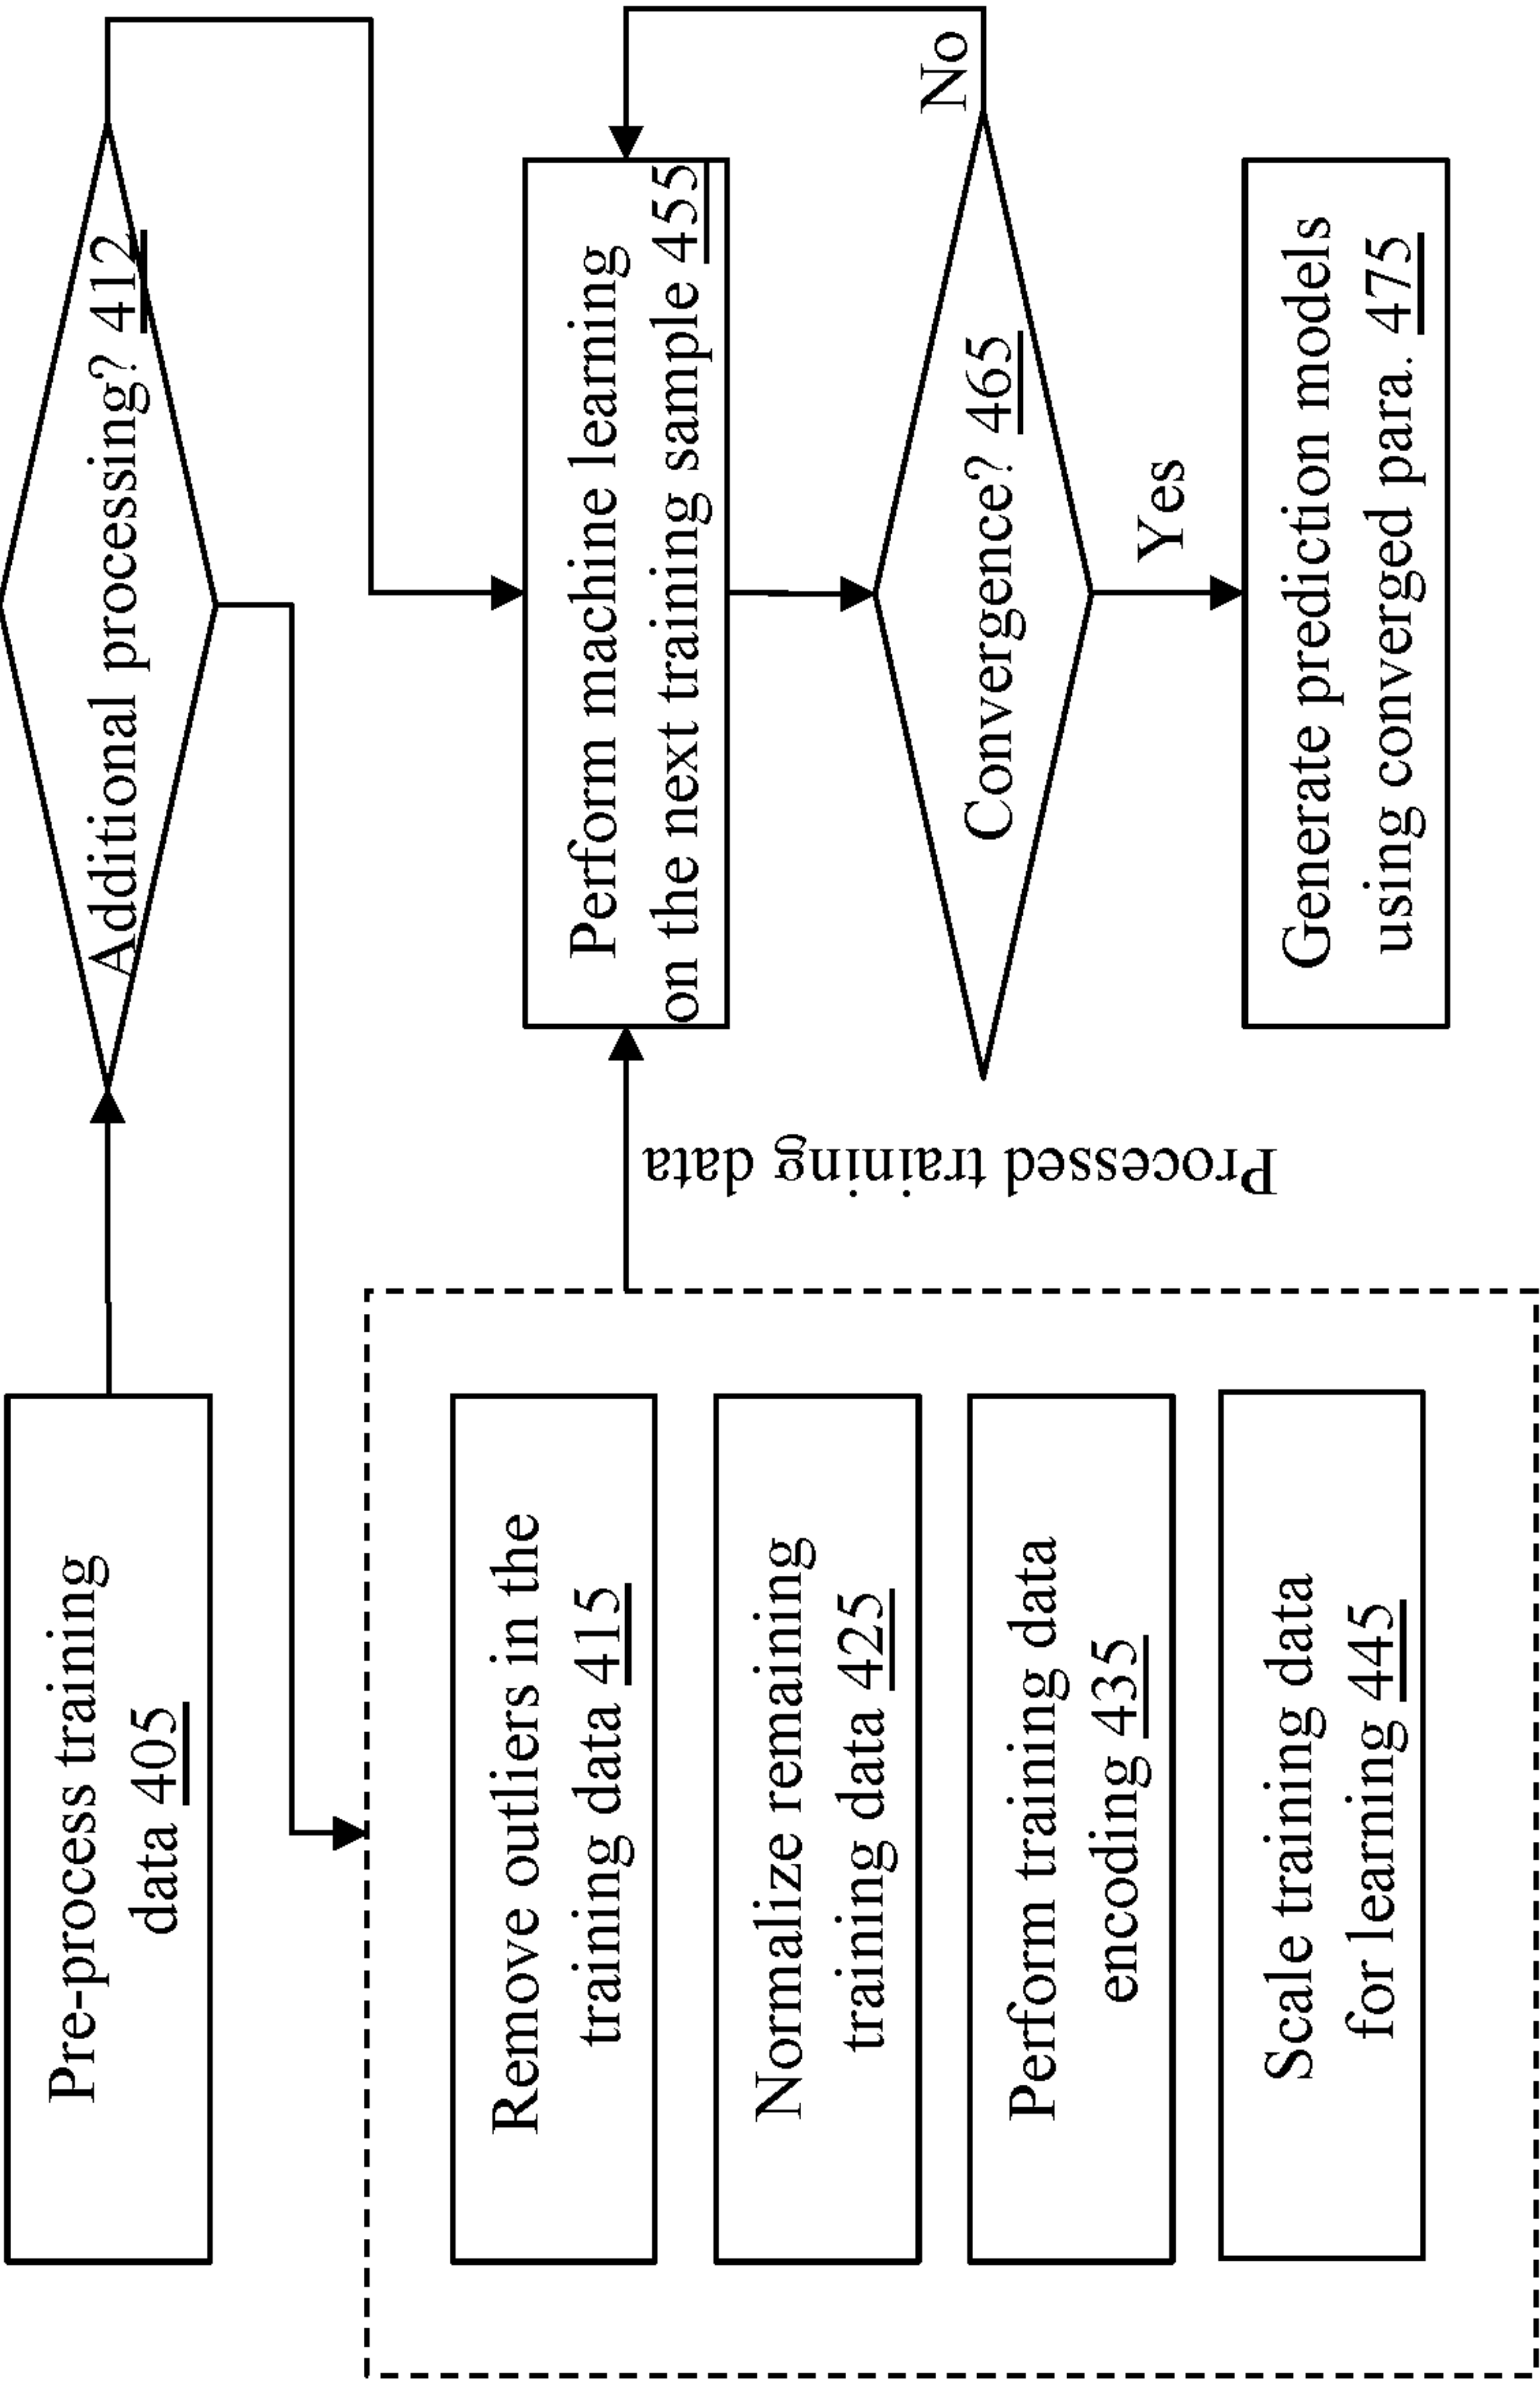 Pre-process training
data 405
Additional processing? 412
Remove outliers in the
training data 415
Normalize remaining
training data 425
Perform training data
encoding 435
Scale training data
for learning 445
Processed training data
Perform machine learning
on the next training sample 455
No
Convergence? 465
Yes
Generate prediction models
using converged para. 475